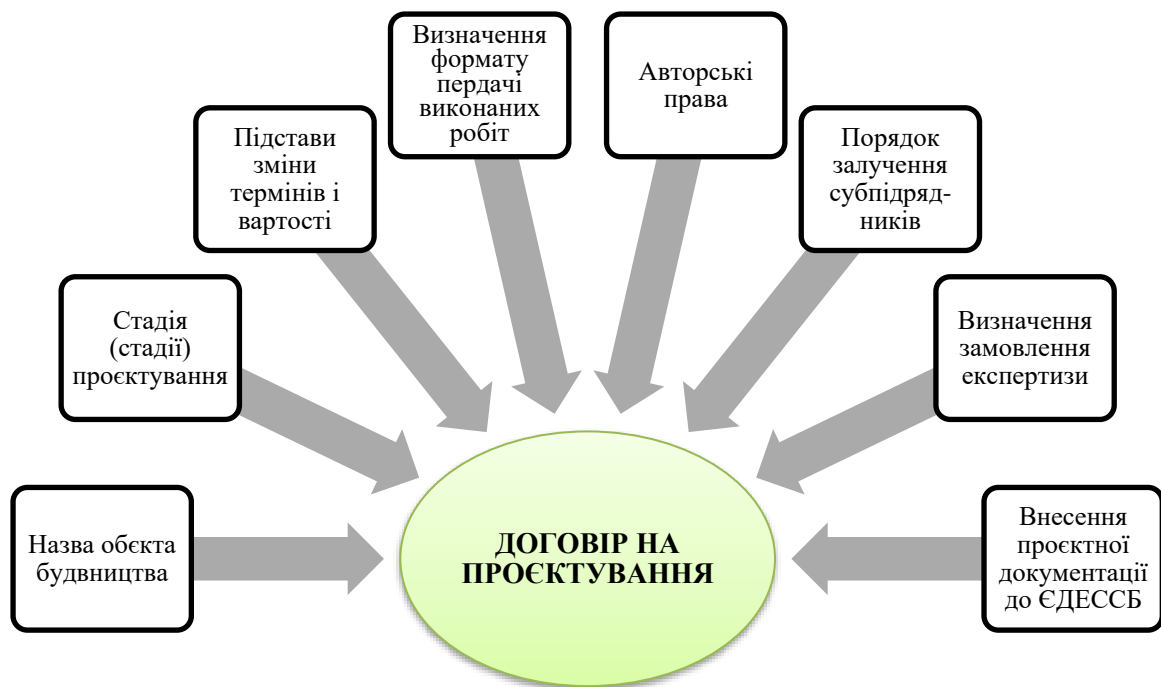 Назва обєкта
будвництва
Стадія
(стадії)
проєктування
Підстави
зміни
термінів і
вартості
Визначення
формату
пердачі
виконаних
робіт
Авторські
права
Порядок
залучення
субпідряд-
ників
Визначення
замовлення
експертизи
Внесення
проєктної
документації
до ЄДЕССБ
ДОГОВІР НА
ПРОЄКТУВАННЯ